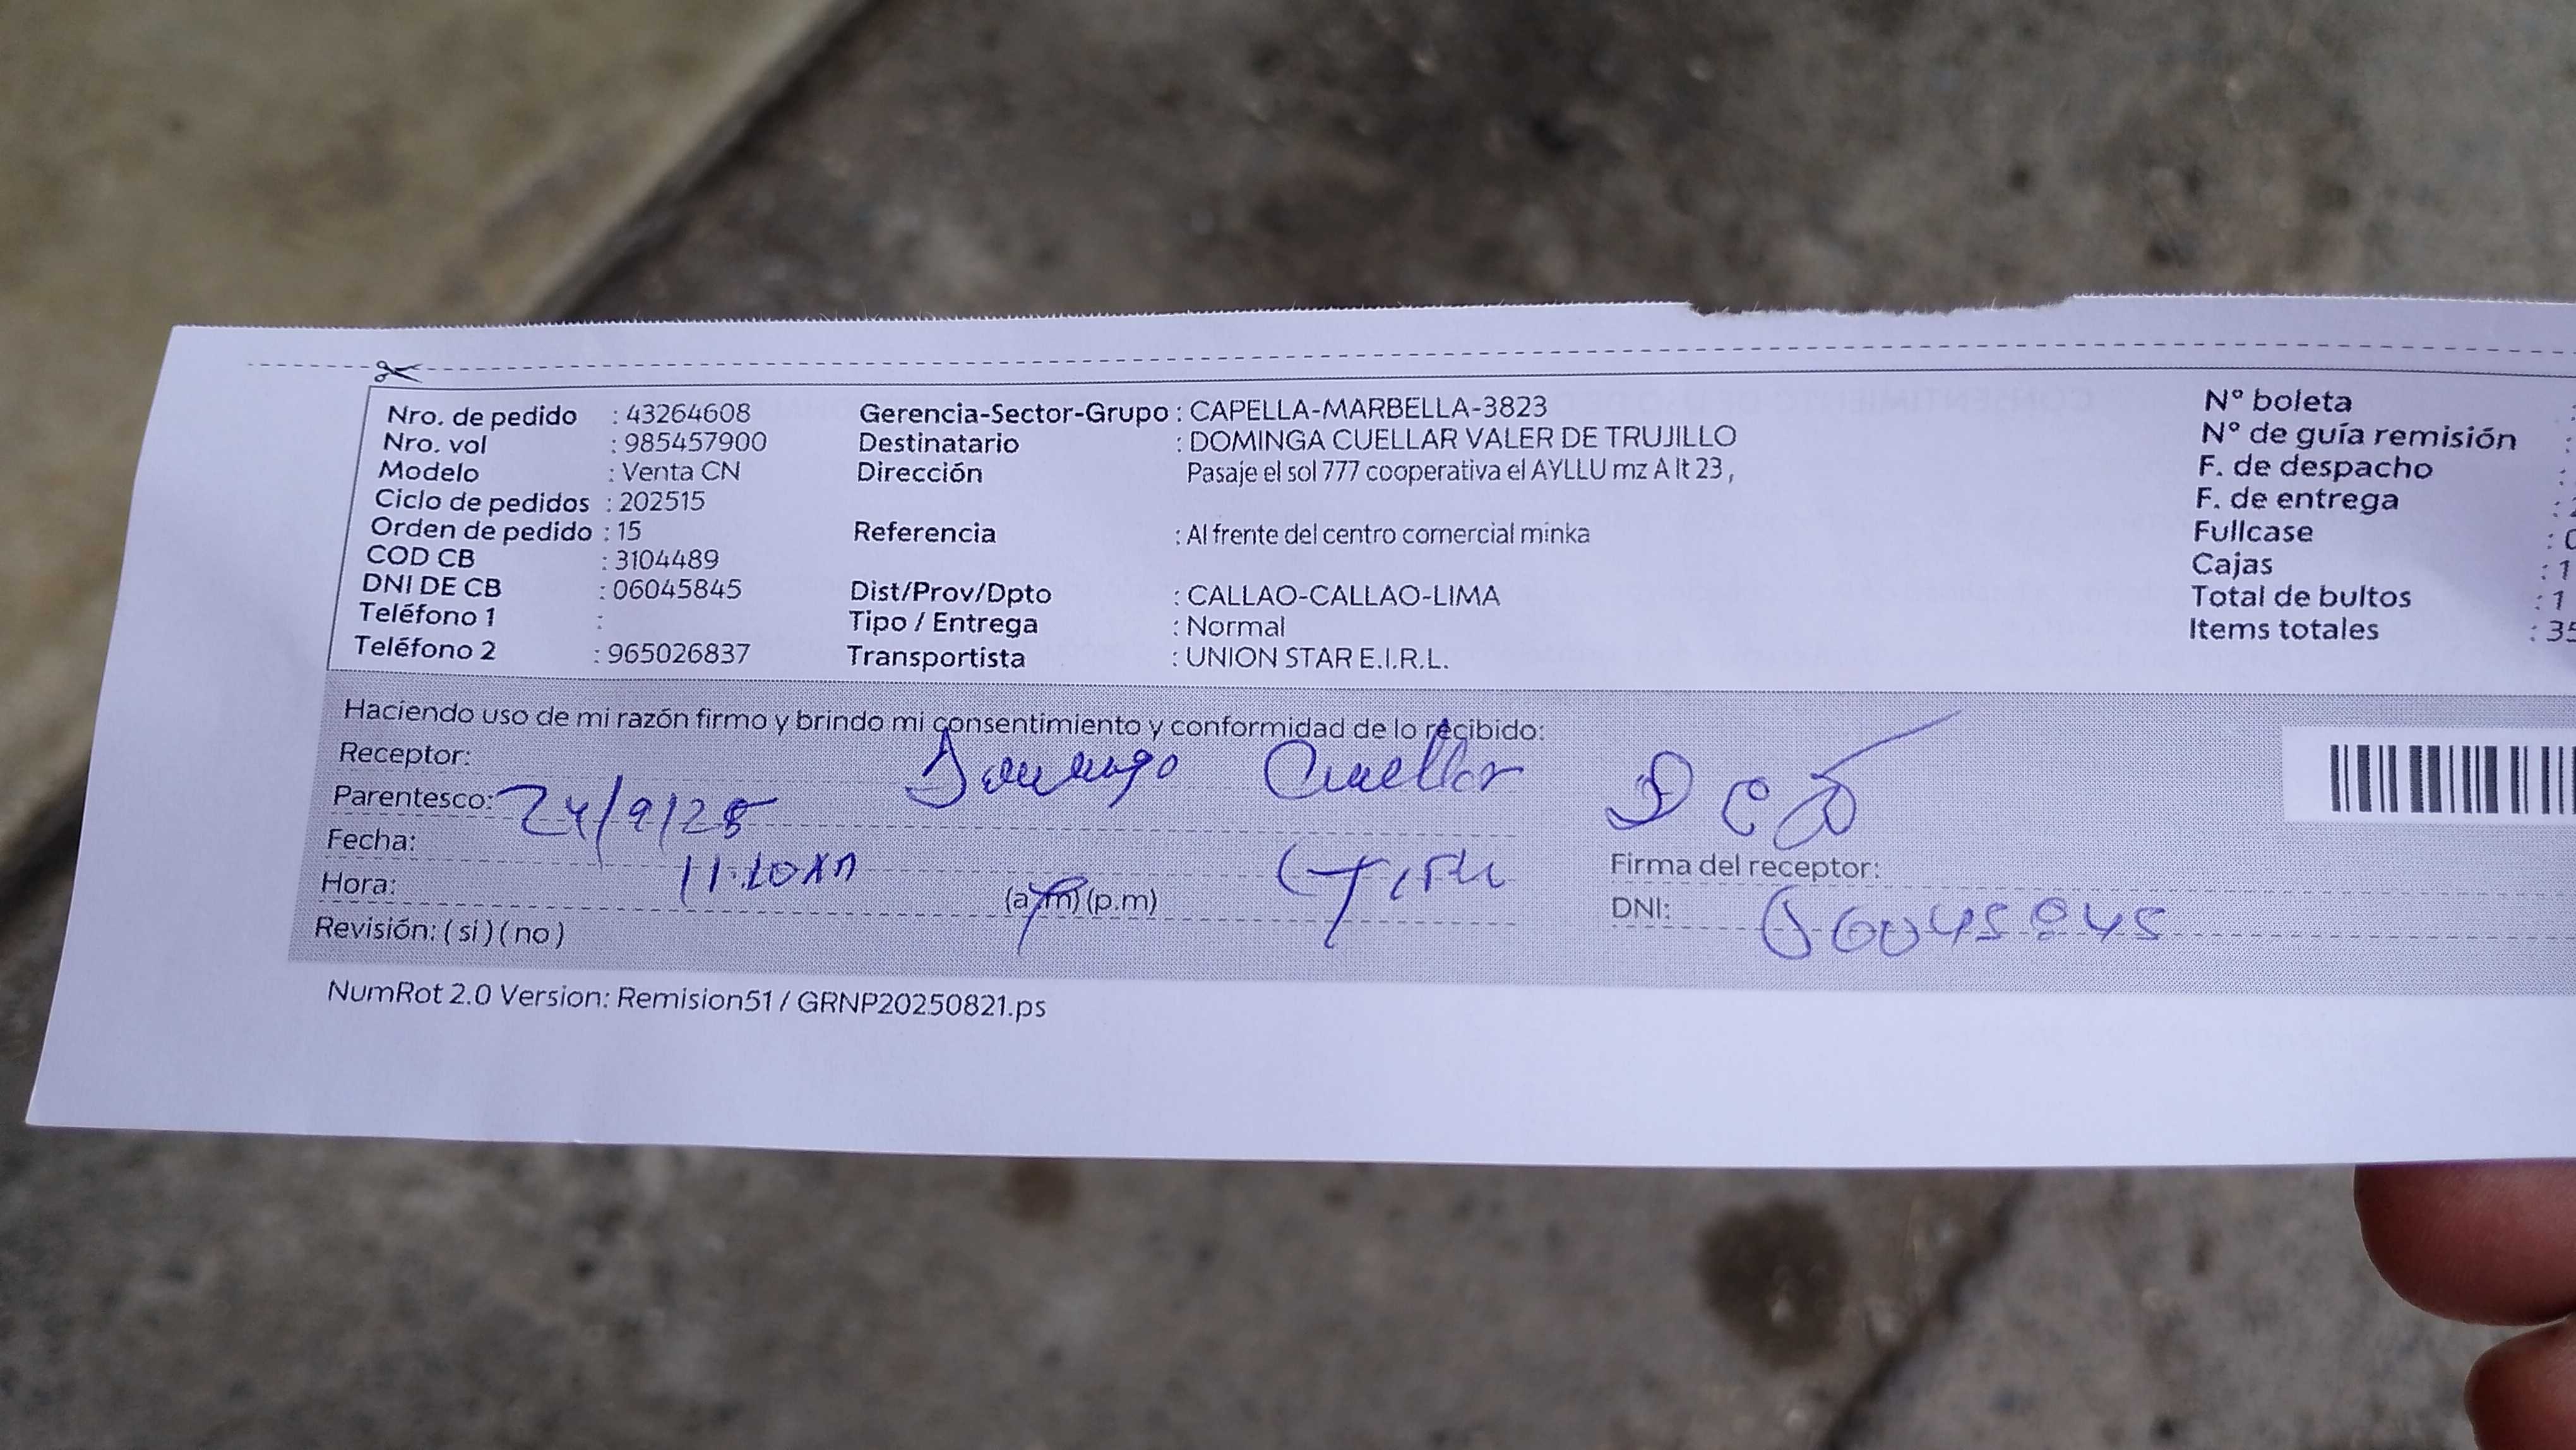 Nro. de pedido : 43264608
Nro. vol : 985457900
Modelo : Venta CN
Ciclo de pedidos : 202515
Orden de pedido : 15
COD CB : 3104489
DNI DE CB : 06045845
Teléfono 1 :
Teléfono 2 : 965026837
Gerencia-Sector-Grupo : CAPELLA-MARBELLA-3823
Destinatario : DOMINGA CUELLAR VALER DE TRUJILLO
Dirección Pasaje el sol 777 cooperativa el AYLLU mz A lt 23 ,
Referencia : Al frente del centro comercial minka
Dist/Prov/Dpto : CALLAO-CALLAO-LIMA
Tipo / Entrega : Normal
Transportista : UNION STAR E.I.R.L.
N° boleta :
N° de guía remisión :
F. de despacho :
F. de entrega :
Fullcase :
Cajas : 1
Total de bultos : 1
Items totales : 35
Haciendo uso de mi razón firmo y brindo mi consentimiento y conformidad de lo recibido:
Receptor: Cuellar
Parentesco: 24/9/25
Fecha:
Hora: (a.m) (p.m)
Revisión: ( si ) ( no )
Firma del receptor:
DNI: 06045845
NumRot 2.0 Version: Remision51 / GRNP20250821.ps